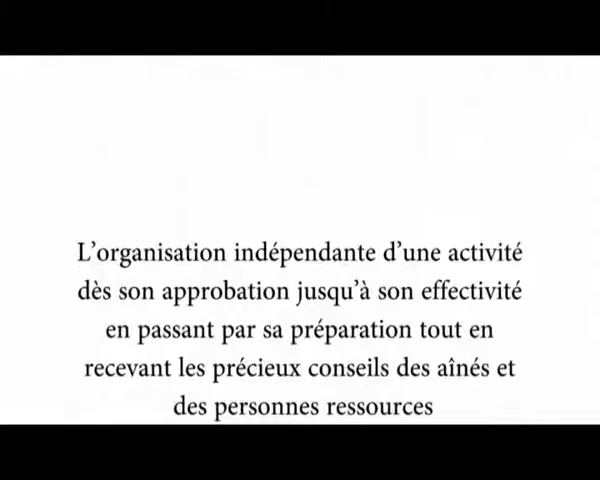 L’organisation indépendante d’une activité
dès son approbation jusqu’à son effectivité
en passant par sa préparation tout en
recevant les précieux conseils des aînés et
des personnes ressources